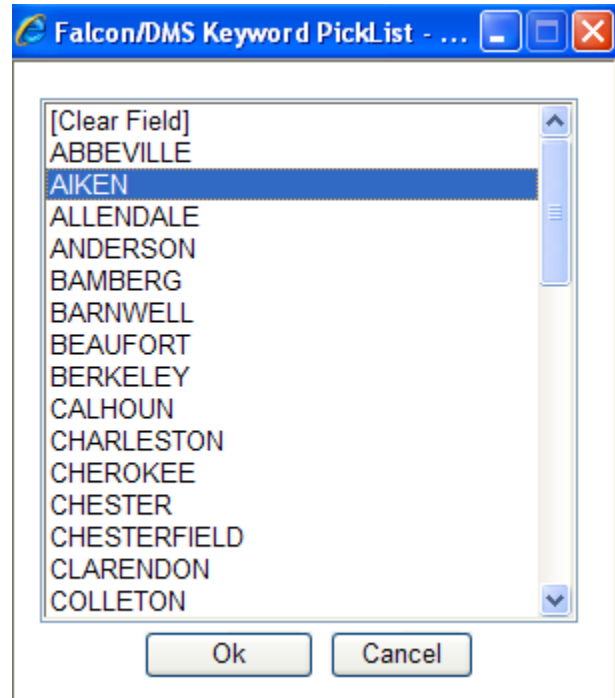 Falcon/DMS Keyword PickList - ...
[Clear Field]
ABBEVILLE
AIKEN
ALLENDALE
ANDERSON
BAMBERG
BARNWELL
BEAUFORT
BERKELEY
CALHOUN
CHARLESTON
CHEROKEE
CHESTER
CHESTERFIELD
CLARENDON
COLLETON
Ok Cancel